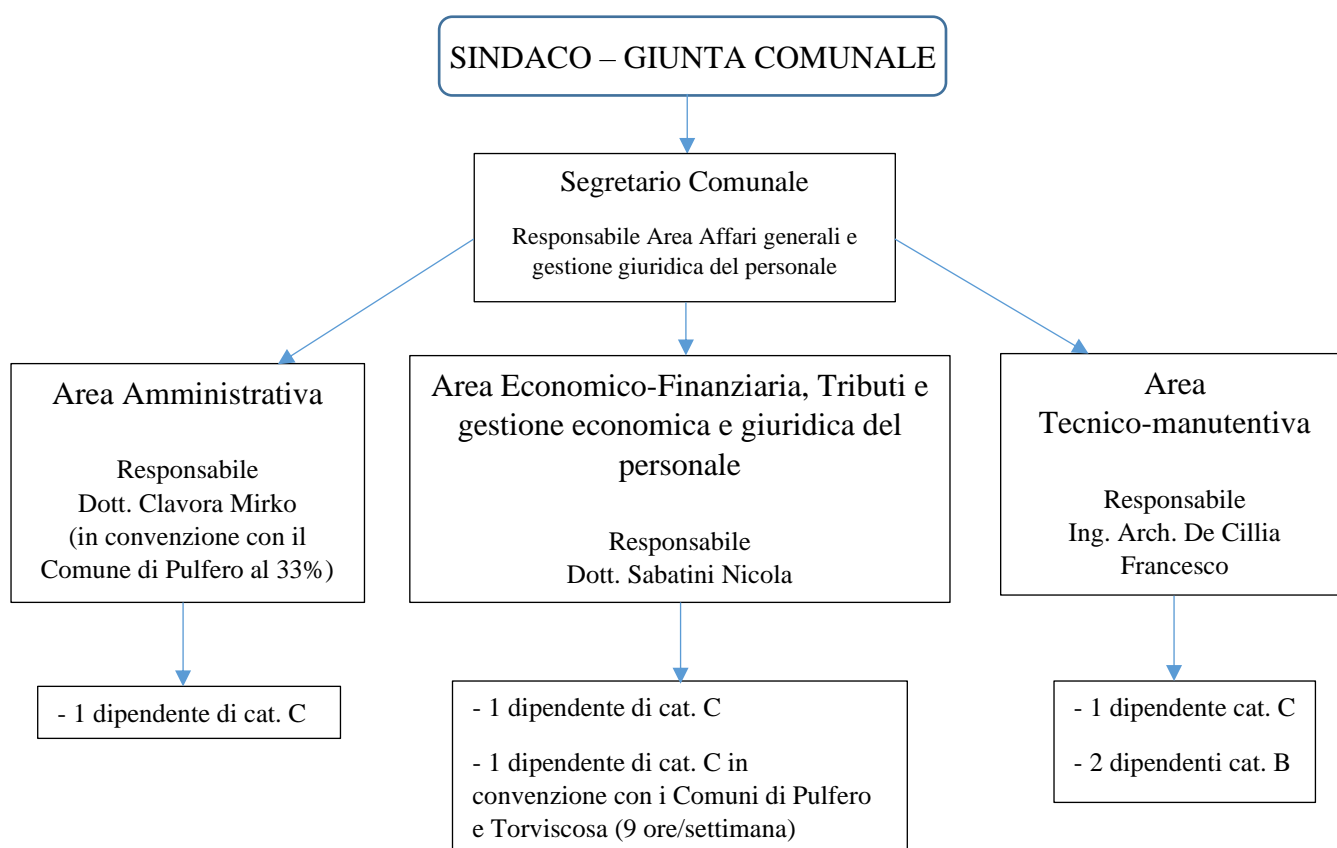 SINDACO – GIUNTA COMUNALE
Segretario Comunale
Responsabile Area Affari generali e
gestione giuridica del personale
Area Amministrativa
Responsabile
Dott. Clavora Mirko
(in convenzione con il
Comune di Pulfero al 33%)
Area Economico-Finanziaria, Tributi e
gestione economica e giuridica del
personale
Responsabile
Dott. Sabatini Nicola
Area
Tecnico-manutentiva
Responsabile
Ing. Arch. De Cillia
Francesco
- 1 dipendente di cat. C
- 1 dipendente di cat. C
- 1 dipendente di cat. C in
convenzione con i Comuni di Pulfero
e Torviscosa (9 ore/settimana)
- 1 dipendente cat. C
- 2 dipendenti cat. B